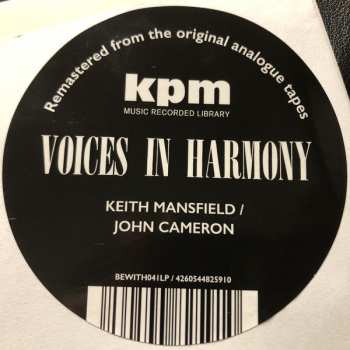 Remastered from the original analogue tapes
kpm
MUSIC RECORDED LIBRARY
VOICES IN HARMONY
KEITH MANSFIELD /
JOHN CAMERON
BEWITH041LP / 4260544825910